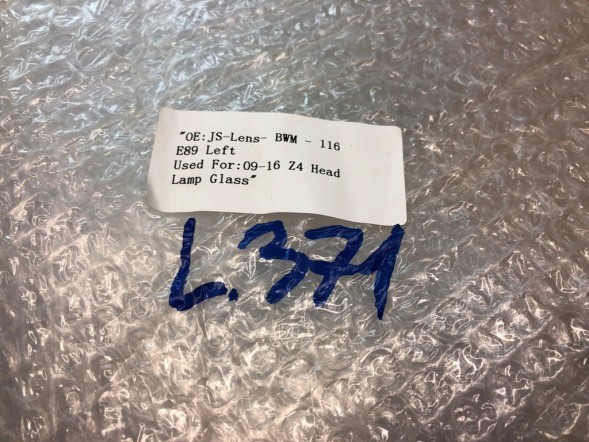 "OE:JS-Lens- BWM - 116
E89 Left
Used For:09-16 Z4 Head
Lamp Glass"
L.371